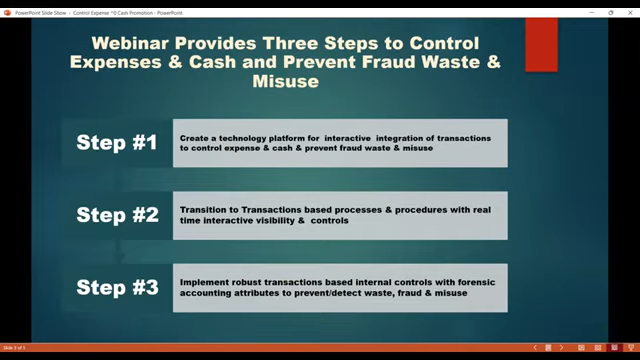 PowerPoint Slide Show - Control Expense ^0 Cash Promotion - PowerPoint
Webinar Provides Three Steps to Control
Expenses & Cash and Prevent Fraud Waste &
Misuse
Step #1
Create a technology platform for interactive integration of transactions
to control expense & cash & prevent fraud waste & misuse
Step #2
Transition to Transactions based processes & procedures with real
time interactive visibility & controls
Step #3
Implement robust transactions based internal controls with forensic
accounting attributes to prevent/detect waste, fraud & misuse
Slide 3 of 5